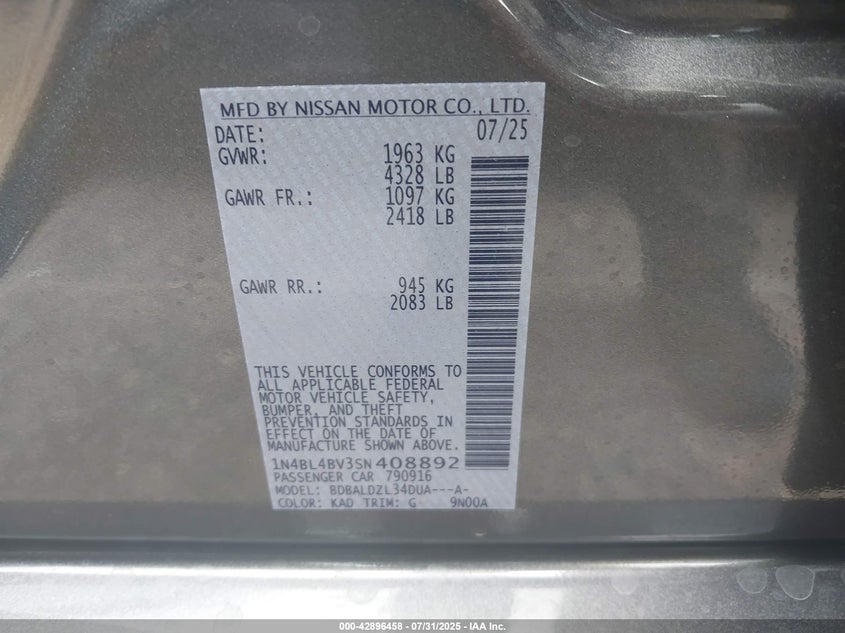 MFD BY NISSAN MOTOR CO., LTD.
DATE: 07/25
GVWR: 1963 KG
4328 LB
GAWR FR.: 1097 KG
2418 LB
GAWR RR.: 945 KG
2083 LB
THIS VEHICLE CONFORMS TO
ALL APPLICABLE FEDERAL
MOTOR VEHICLE SAFETY,
BUMPER, AND THEFT
PREVENTION STANDARDS IN
EFFECT ON THE DATE OF
MANUFACTURE SHOWN ABOVE.
1N4BL4BV3SN408892
PASSENGER CAR 790916
MODEL: BDBALDZL34DUA---A-
COLOR: KAD TRIM: G 9N00A
000-42896458 - 07/31/2025 - IAA Inc.